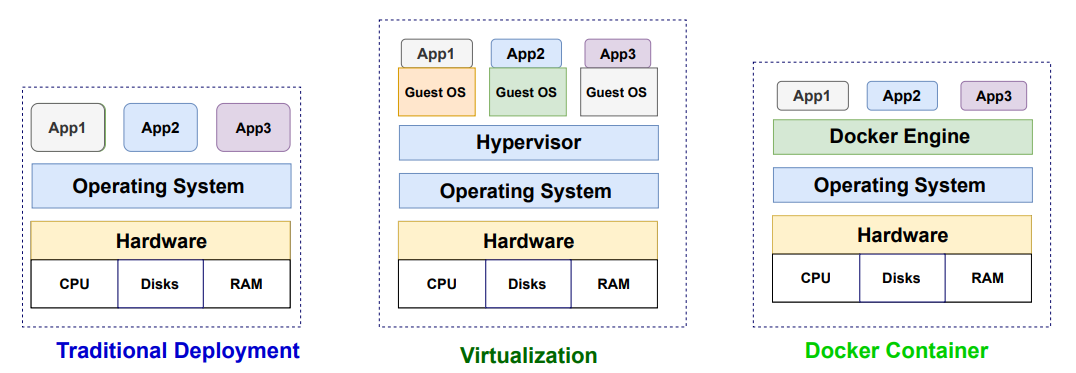 App1
App2
App3
Operating System
Hardware
CPU
Disks
RAM
Traditional Deployment
App1
App2
App3
Guest OS
Guest OS
Guest OS
Hypervisor
Operating System
Hardware
CPU
Disks
RAM
Virtualization
App1
App2
App3
Docker Engine
Operating System
Hardware
CPU
Disks
RAM
Docker Container